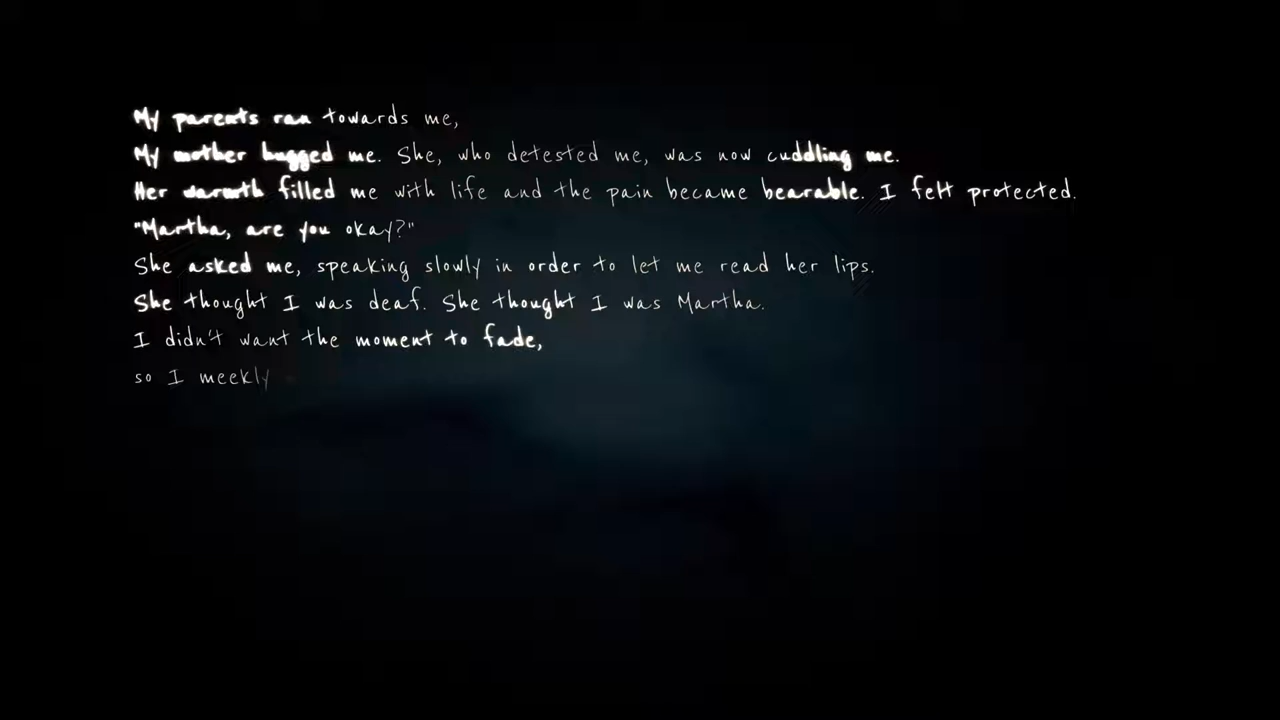 My parents ran towards me,
My mother hugged me. She, who detested me, was now cuddling me.
Her warmth filled me with life and the pain became bearable. I felt protected.
"Martha, are you okay?"
She asked me, speaking slowly in order to let me read her lips.
She thought I was deaf. She thought I was Martha.
I didn't want the moment to fade,
so I meekly